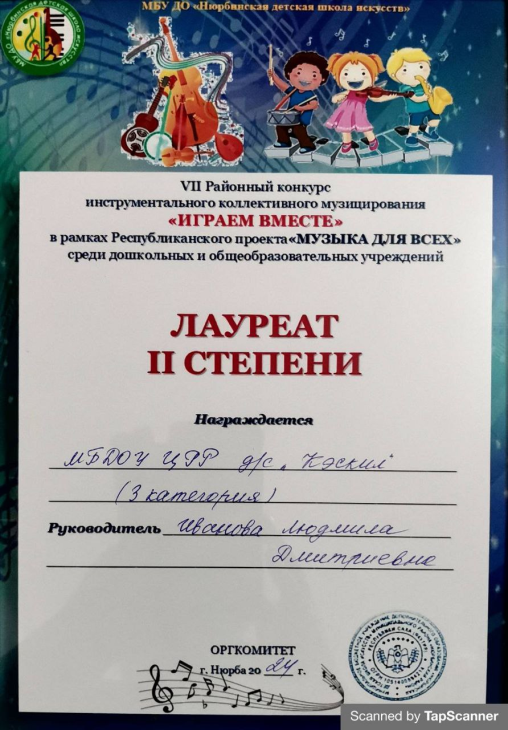 МБУ ДО «Нюрбинская детская школа искусств»
VII Районный конкурс
инструментального коллективного музицирования
«ИГРАЕМ ВМЕСТЕ»
в рамках Республиканского проекта«МУЗЫКА ДЛЯ ВСЕХ»
среди дошкольных и общеобразовательных учреждений
ЛАУРЕАТ
II СТЕПЕНИ
Награждается
МБДОУ ЦРР д/с „Кэскил"
(3 категория)
Руководитель Иванова Людмила
Дмитриевна
ОРГКОМИТЕТ
г. Нюрба 2024 г.
Scanned by TapScanner